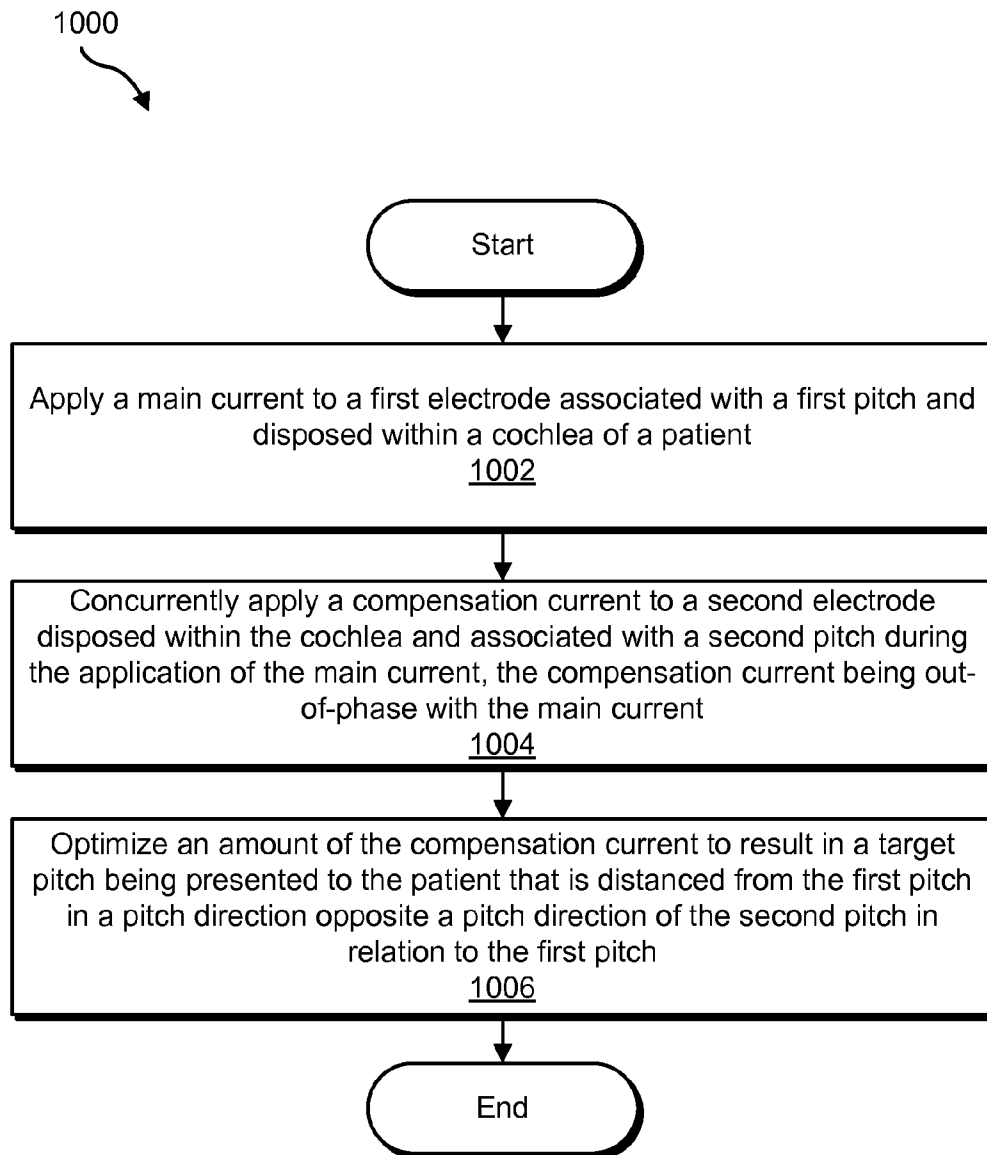 1000
Start
Apply a main current to a first electrode associated with a first pitch and
disposed within a cochlea of a patient
1002
Concurrently apply a compensation current to a second electrode
disposed within the cochlea and associated with a second pitch during
the application of the main current, the compensation current being out-
of-phase with the main current
1004
Optimize an amount of the compensation current to result in a target
pitch being presented to the patient that is distanced from the first pitch
in a pitch direction opposite a pitch direction of the second pitch in
relation to the first pitch
1006
End